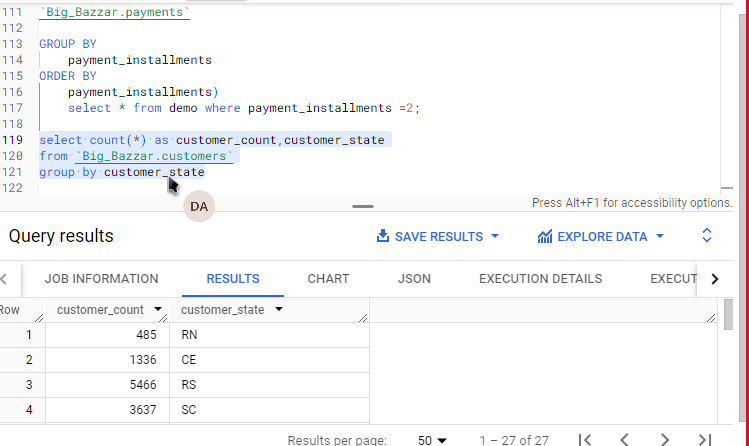 111 `Big_Bazzar.payments`
112
113 GROUP BY
114 payment_installments
115 ORDER BY
116 payment_installments)
117 select * from demo where payment_installments =2;
118
119 select count(*) as customer_count,customer_state
120 from `Big_Bazzar.customers`
121 group by customer_state
122
DA
Press Alt+F1 for accessibility options.
Query results
SAVE RESULTS
EXPLORE DATA
JOB INFORMATION RESULTS CHART JSON EXECUTION DETAILS EXECUT
Row customer_count customer_state
1 485 RN
2 1336 CE
3 5466 RS
4 3637 SC
Results per page: 50 1 – 27 of 27